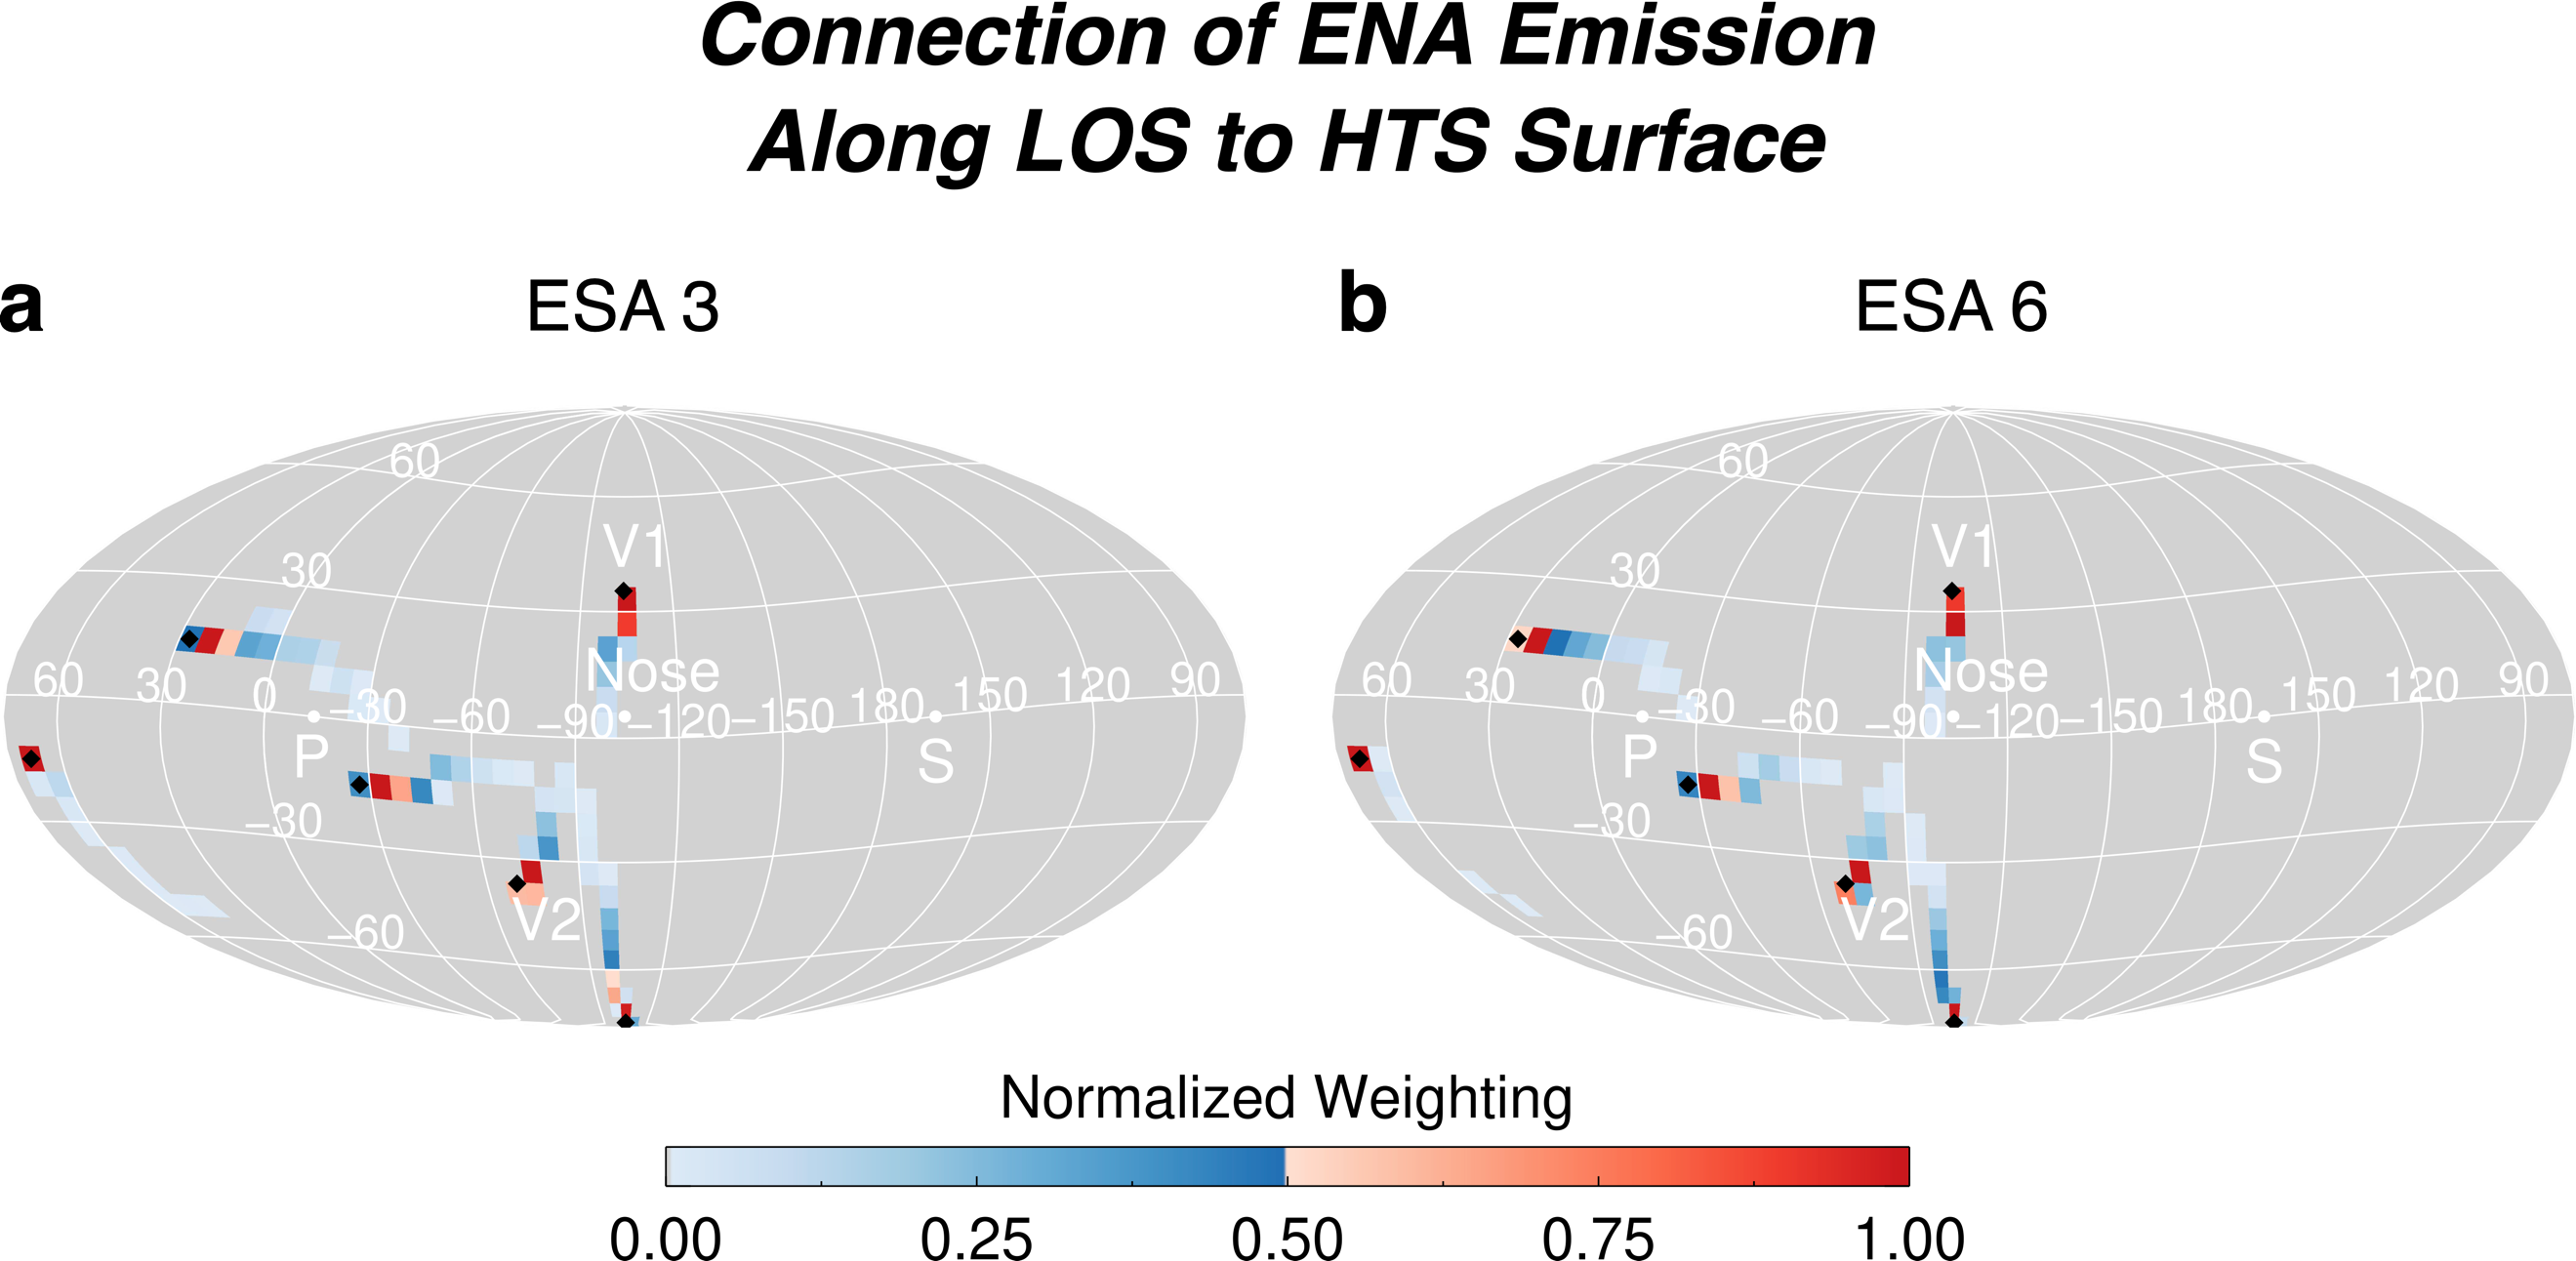 Connection of ENA Emission
Along LOS to HTS Surface
a ESA 3
b ESA 6
60
30
V1
Nose
60 30 0 −30 −60 −90 −120 −150 180 150 120 90
P S
−30
V2
−60
60
30
V1
Nose
60 30 0 −30 −60 −90 −120 −150 180 150 120 90
P S
−30
V2
−60
Normalized Weighting
0.00 0.25 0.50 0.75 1.00